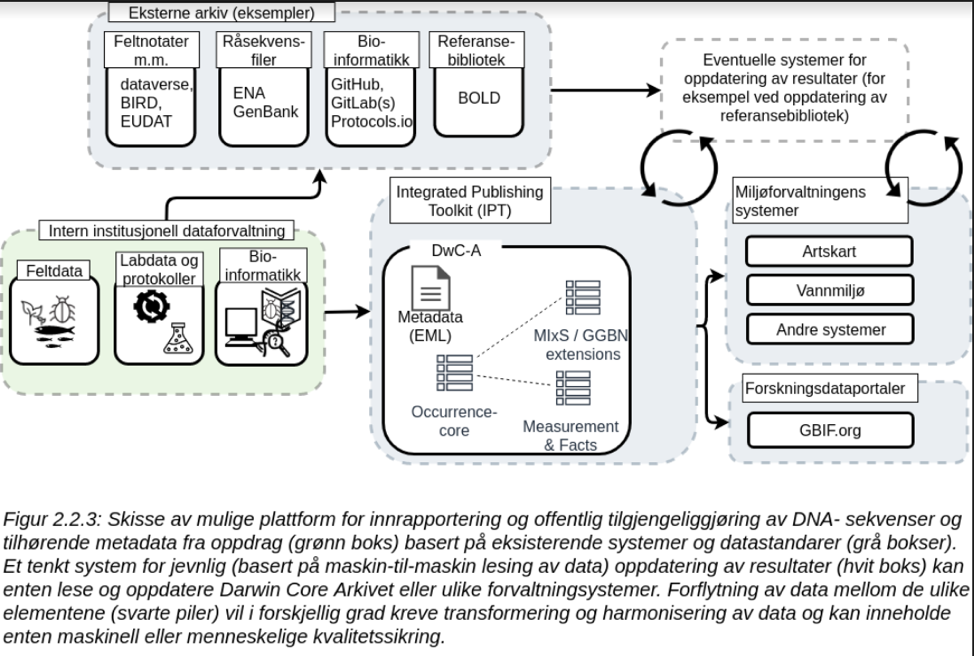 Eksterne arkiv (eksempler)
Feltnotater
m.m.
dataverse,
BIRD,
EUDAT
Råsekvens-
filer
ENA
GenBank
Bio-
informatikk
GitHub,
GitLab(s)
Protocols.io
Referanse-
bibliotek
BOLD
Eventuelle systemer for
oppdatering av resultater (for
eksempel ved oppdatering av
referansebibliotek)
Intern institusjonell dataforvaltning
Feltdata
Labdata og
protokoller
Bio-
informatikk
Integrated Publishing
Toolkit (IPT)
DwC-A
Metadata
(EML)
MIxS / GGBN
extensions
Occurrence-
core
Measurement
& Facts
Miljøforvaltningens
systemer
Artskart
Vannmiljø
Andre systemer
Forskningsdataportaler
GBIF.org
Figur 2.2.3: Skisse av mulige plattform for innrapportering og offentlig tilgjengeliggjøring av DNA- sekvenser og
tilhørende metadata fra oppdrag (grønn boks) basert på eksisterende systemer og datastandarer (grå bokser).
Et tenkt system for jevnlig (basert på maskin-til-maskin lesing av data) oppdatering av resultater (hvit boks) kan
enten lese og oppdatere Darwin Core Arkivet eller ulike forvaltningsystemer. Forflytning av data mellom de ulike
elementene (svarte piler) vil i forskjellig grad kreve transformering og harmonisering av data og kan inneholde
enten maskinell eller menneskelige kvalitetssikring.